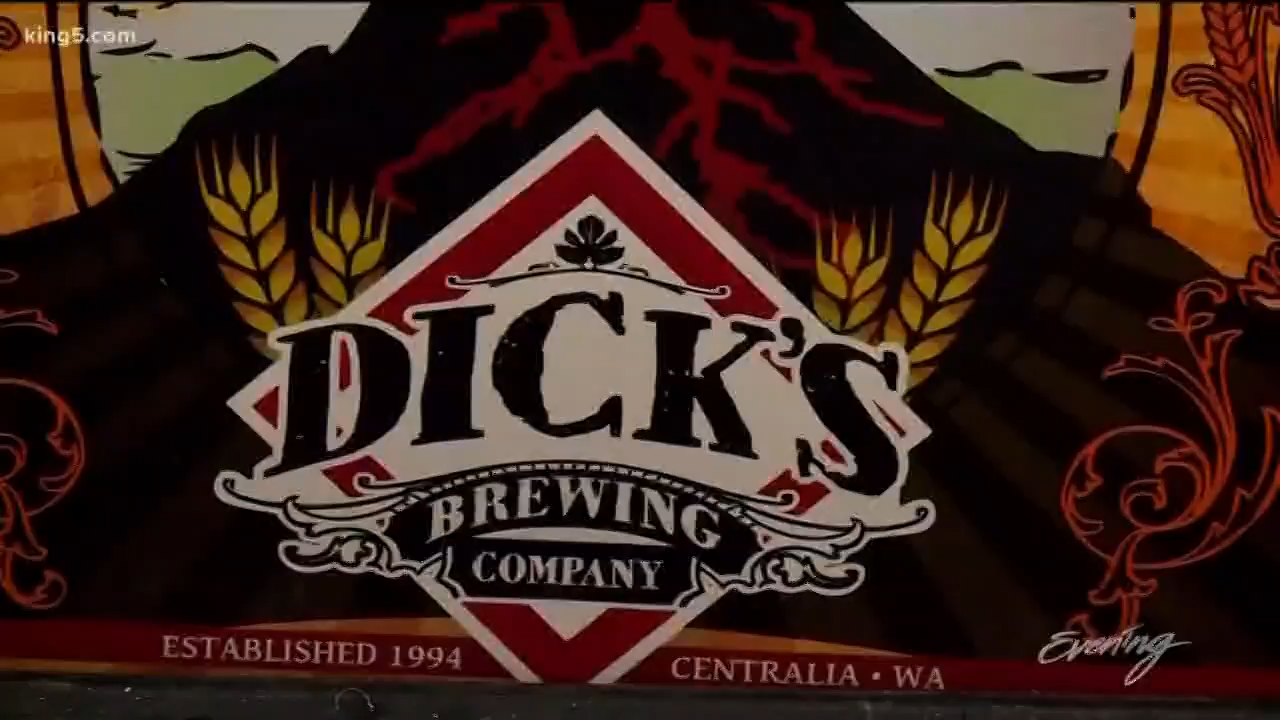 king5.com
DICK'S
BREWING
COMPANY
ESTABLISHED 1994
CENTRALIA • WA
Evening